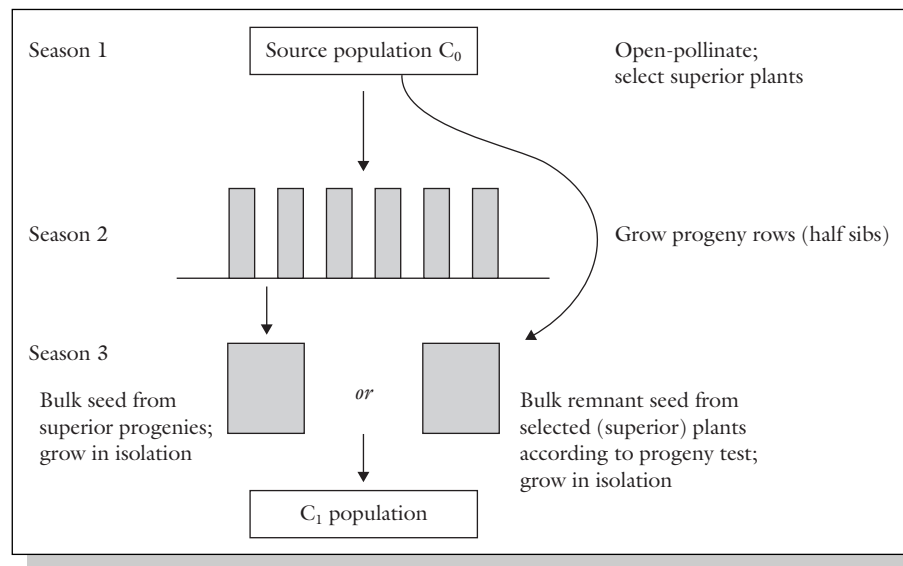 Season 1
Source population C₀
Open-pollinate;
select superior plants
Season 2
Grow progeny rows (half sibs)
Season 3
Bulk seed from
superior progenies;
grow in isolation
or
Bulk remnant seed from
selected (superior) plants
according to progeny test;
grow in isolation
C₁ population